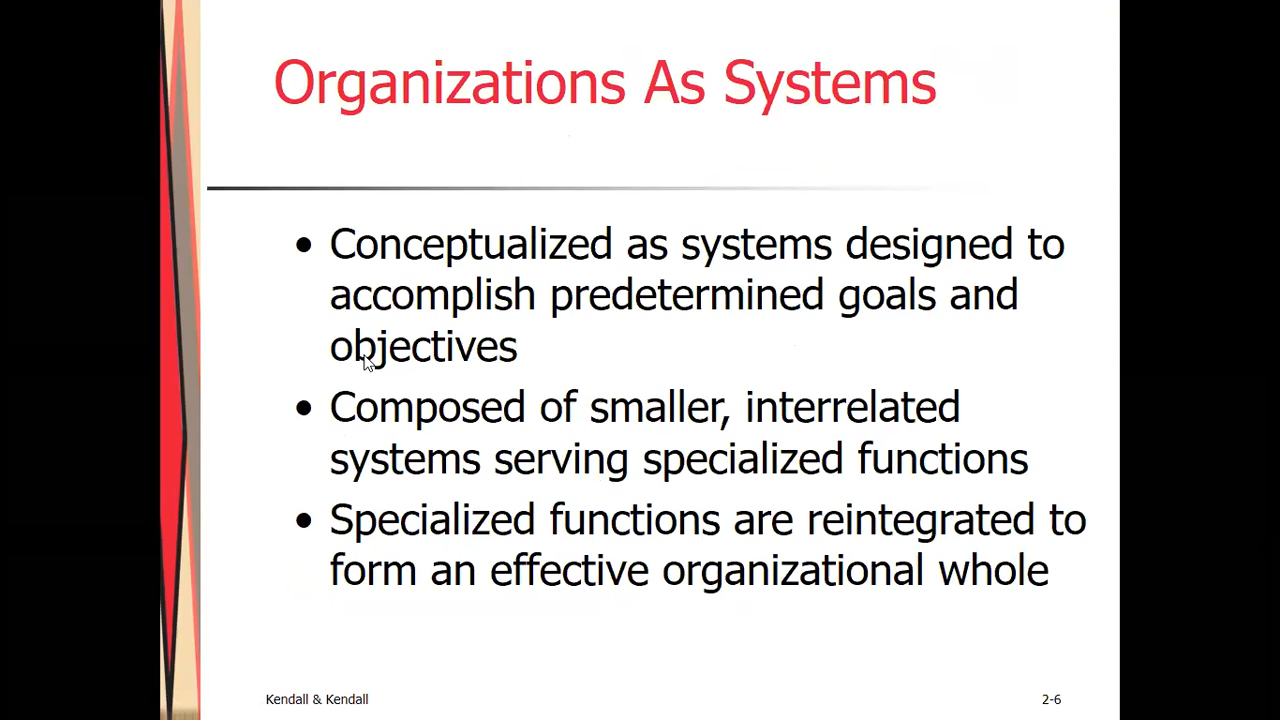 Organizations As Systems
• Conceptualized as systems designed to
accomplish predetermined goals and
objectives
• Composed of smaller, interrelated
systems serving specialized functions
• Specialized functions are reintegrated to
form an effective organizational whole
Kendall & Kendall
2-6